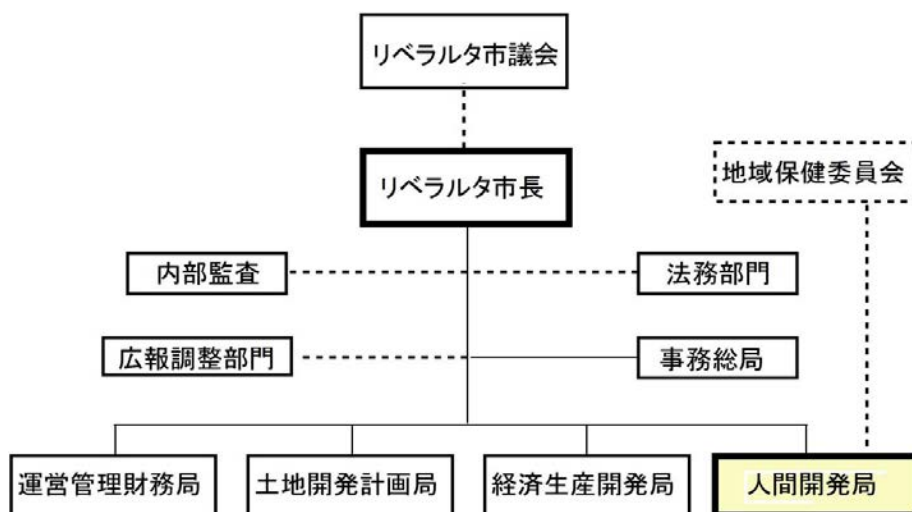 リベラルタ市議会
リベラルタ市長
地域保健委員会
内部監査
法務部門
広報調整部門
事務総局
運営管理財務局
土地開発計画局
経済生産開発局
人間開発局